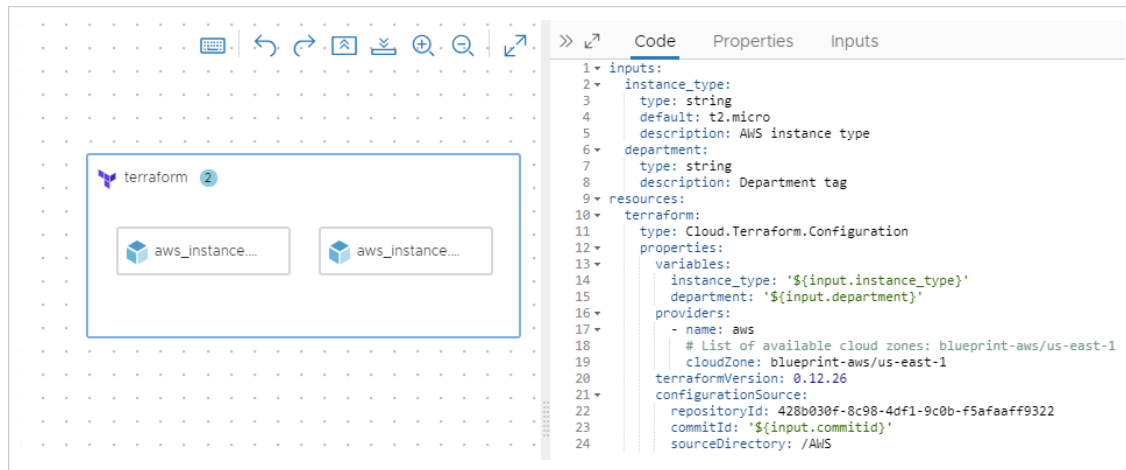 Code Properties Inputs
terraform 2
aws_instance.... aws_instance....
1 inputs:
2 instance_type:
3 type: string
4 default: t2.micro
5 description: AWS instance type
6 department:
7 type: string
8 description: Department tag
9 resources:
10 terraform:
11 type: Cloud.Terraform.Configuration
12 properties:
13 variables:
14 instance_type: '${input.instance_type}'
15 department: '${input.department}'
16 providers:
17 - name: aws
18 # List of available cloud zones: blueprint-aws/us-east-1
19 cloudZone: blueprint-aws/us-east-1
20 terraformVersion: 0.12.26
21 configurationSource:
22 repositoryId: 428b030f-8c98-4df1-9c0b-f5afaaff9322
23 commitId: '${input.commitid}'
24 sourceDirectory: /AWS